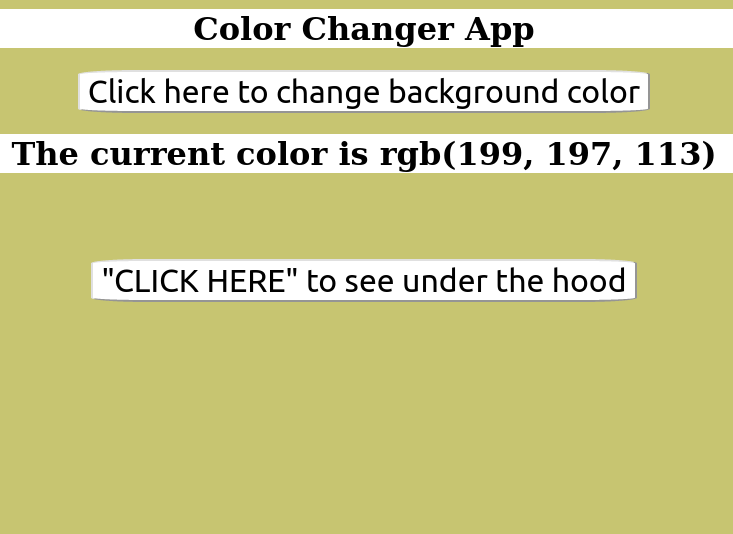 Color Changer App
Click here to change background color
The current color is rgb(199, 197, 113)
"CLICK HERE" to see under the hood